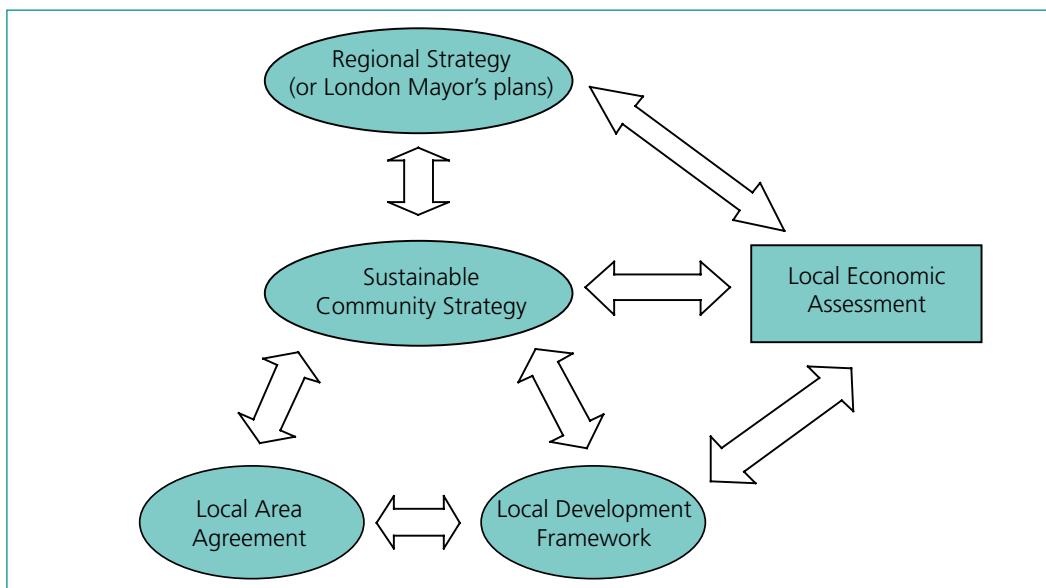 Regional Strategy
(or London Mayor’s plans)
Sustainable
Community Strategy
Local Economic
Assessment
Local Area
Agreement
Local Development
Framework